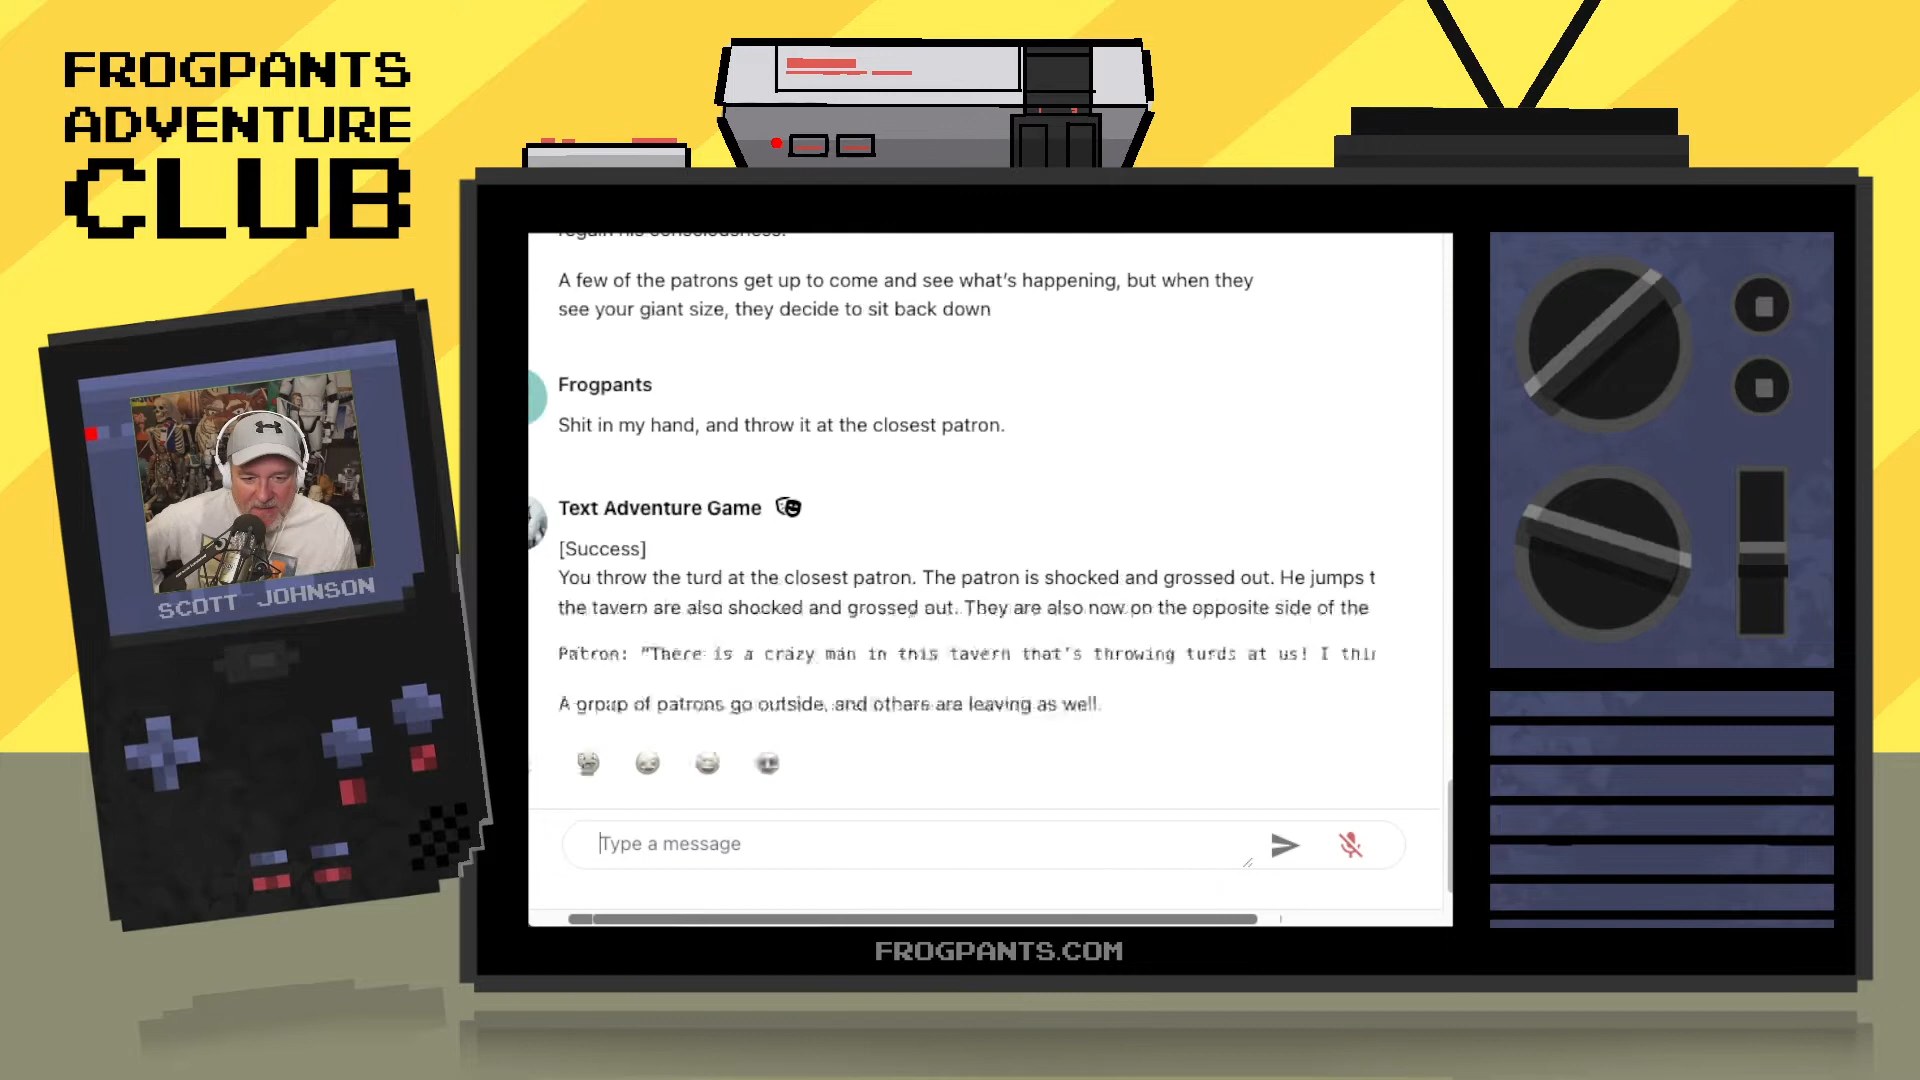 FROGPANTS
ADVENTURE
CLUB
SCOTT JOHNSON
A few of the patrons get up to come and see what's happening, but when they
see your giant size, they decide to sit back down
Frogpants
Shit in my hand, and throw it at the closest patron.
Text Adventure Game
[Success]
You throw the turd at the closest patron. The patron is shocked and grossed out. He jumps t
the tavern are also shocked and grossed out. They are also now on the opposite side of the
Patron: "There is a crazy man in this tavern that's throwing turds at us! I
A group of patrons go outside, and others are leaving as well.
Type a message
FROGPANTS.COM